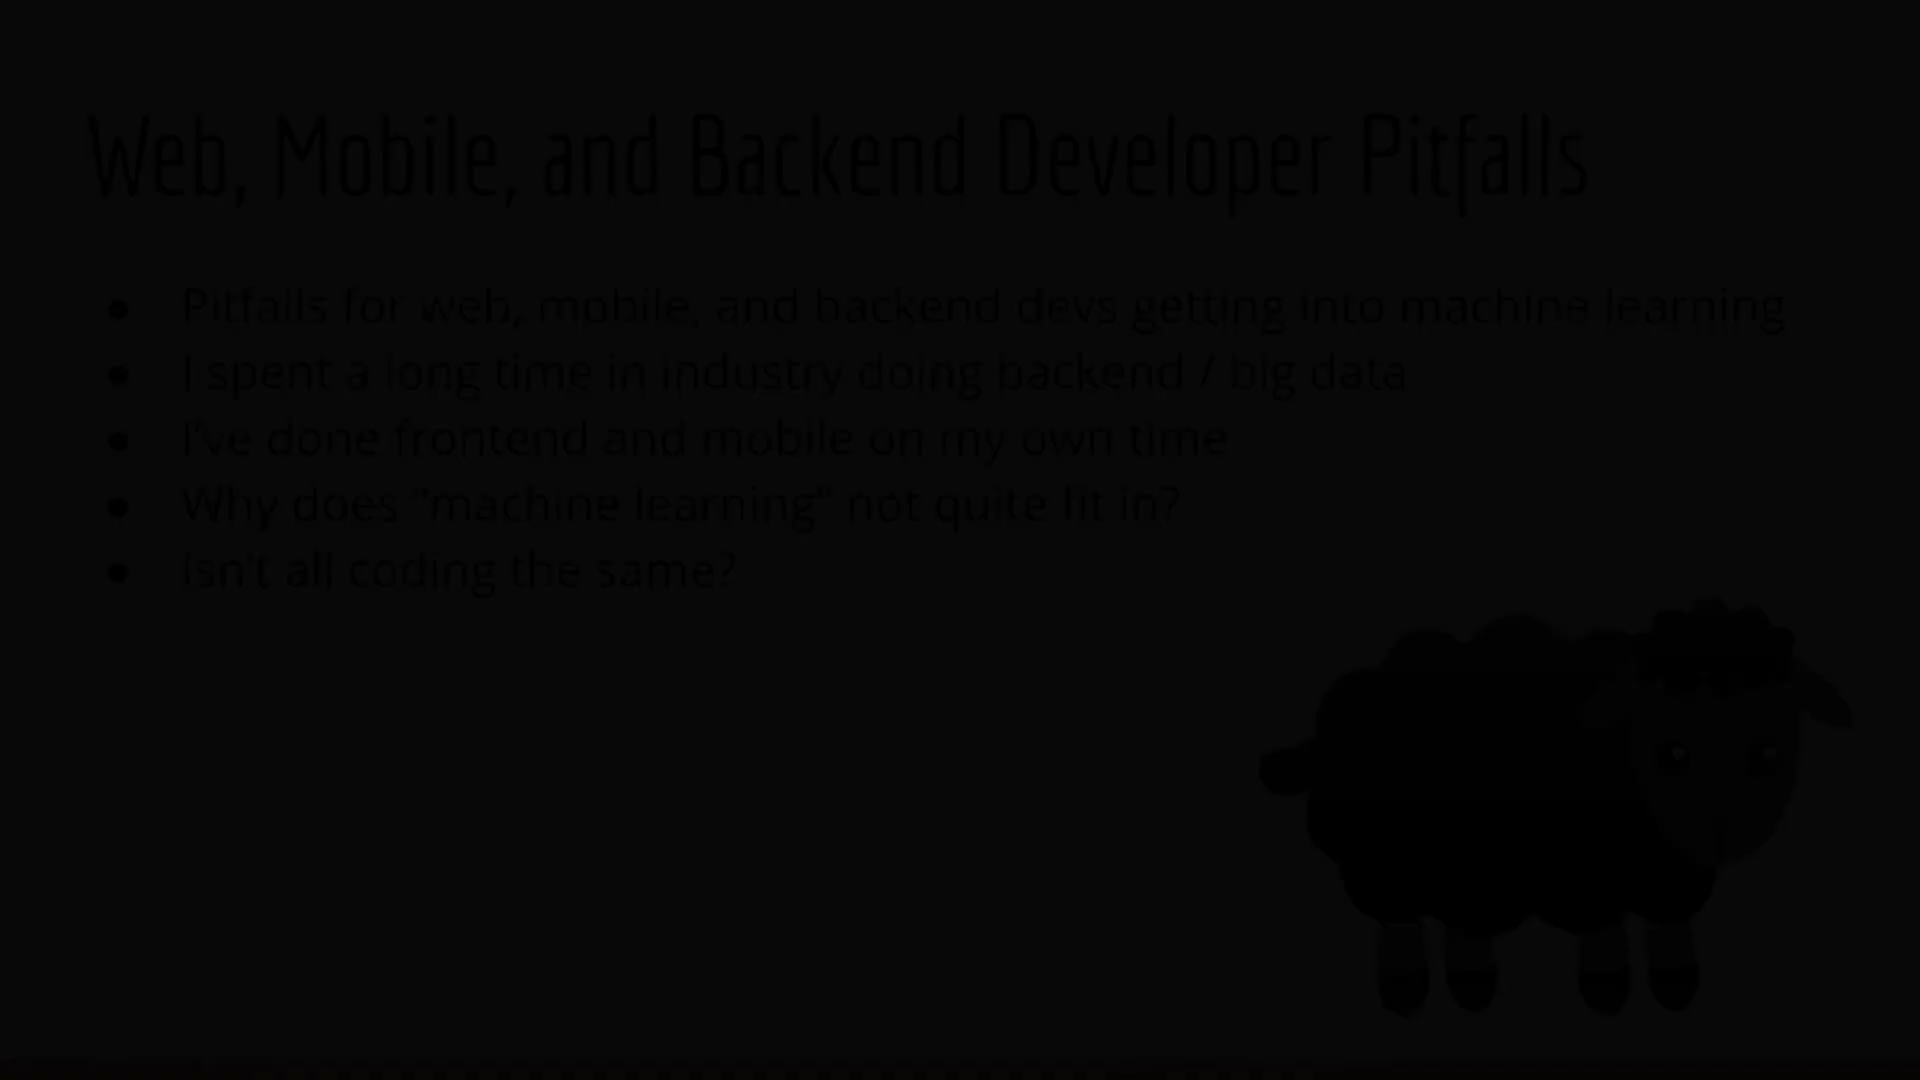 Web, Mobile, and Backend Developer Pitfalls
● Pitfalls for web, mobile, and backend devs getting into machine learning
● I spent a long time in industry doing backend / big data
● I've done frontend and mobile on my own time
● Why does "machine learning" not quite fit in?
● Isn't all coding the same?